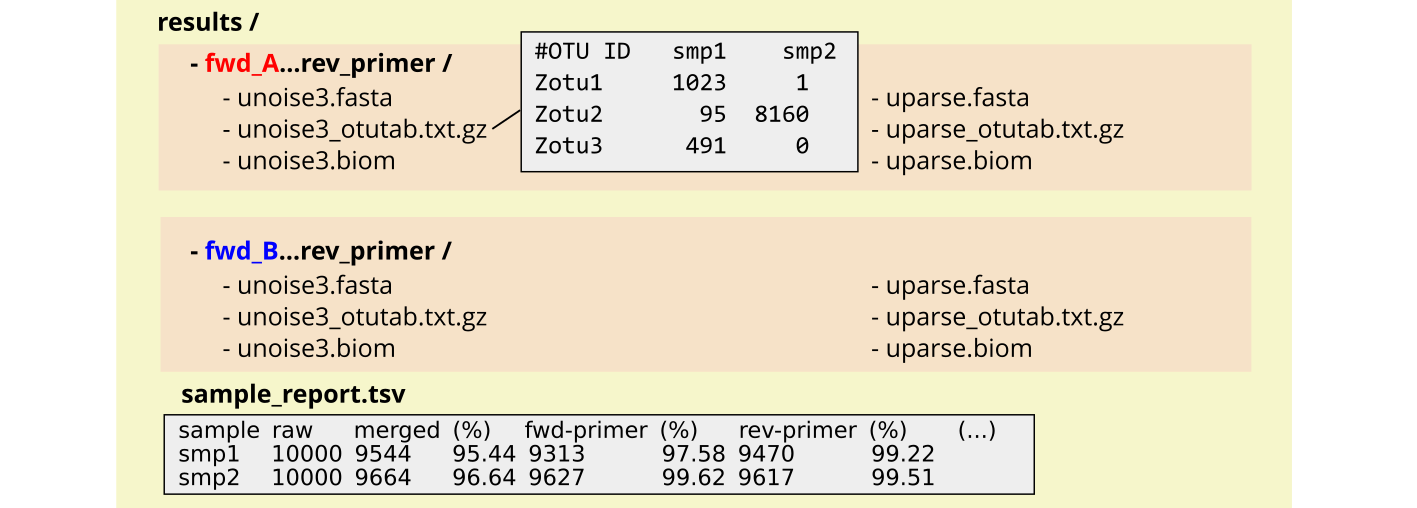 results /
- fwd_A...rev_primer /
- unoise3.fasta
- unoise3_otutab.txt.gz
- unoise3.biom
#OTU ID smp1 smp2
Zotu1 1023 1
Zotu2 95 8160
Zotu3 491 0
- uparse.fasta
- uparse_otutab.txt.gz
- uparse.biom
- fwd_B...rev_primer /
- unoise3.fasta
- unoise3_otutab.txt.gz
- unoise3.biom
- uparse.fasta
- uparse_otutab.txt.gz
- uparse.biom
sample_report.tsv
sample raw merged (%) fwd-primer (%) rev-primer (%) (...)
smp1 10000 9544 95.44 9313 97.58 9470 99.22
smp2 10000 9664 96.64 9627 99.62 9617 99.51